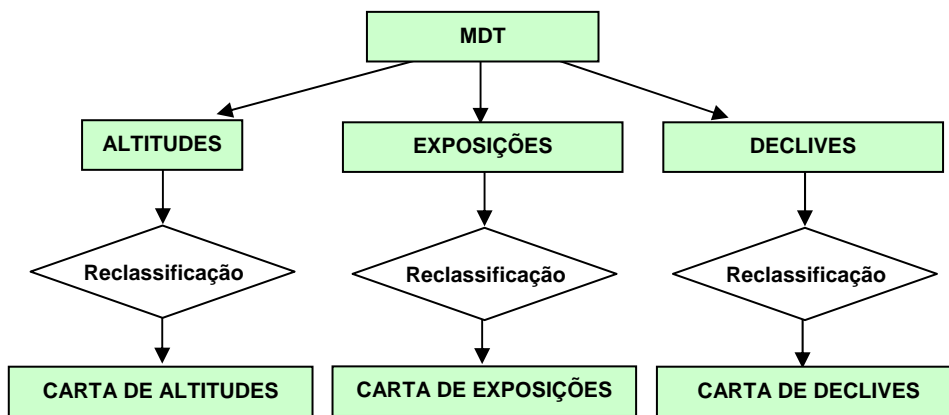 MDT
ALTITUDES
EXPOSIÇÕES
DECLIVES
Reclassificação
Reclassificação
Reclassificação
CARTA DE ALTITUDES
CARTA DE EXPOSIÇÕES
CARTA DE DECLIVES